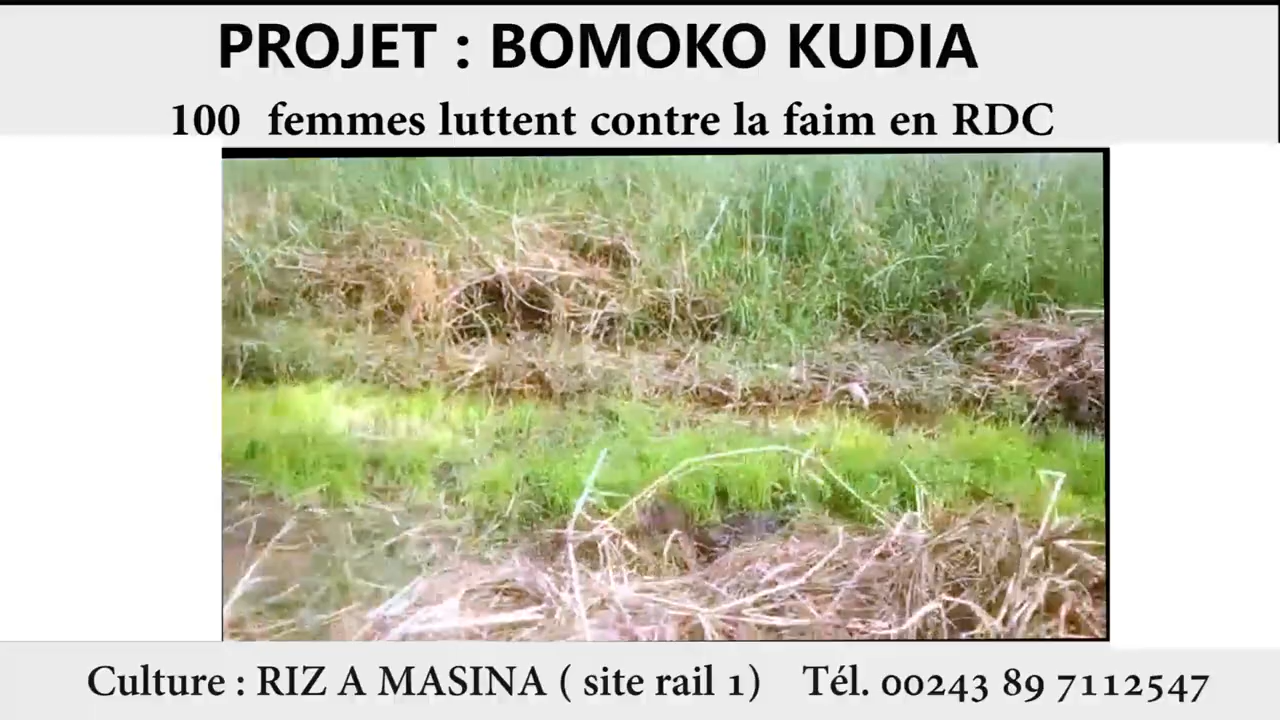 PROJET : BOMOKO KUDIA
100 femmes luttent contre la faim en RDC
Culture : RIZ A MASINA ( site rail 1) Tél. 00243 89 7112547